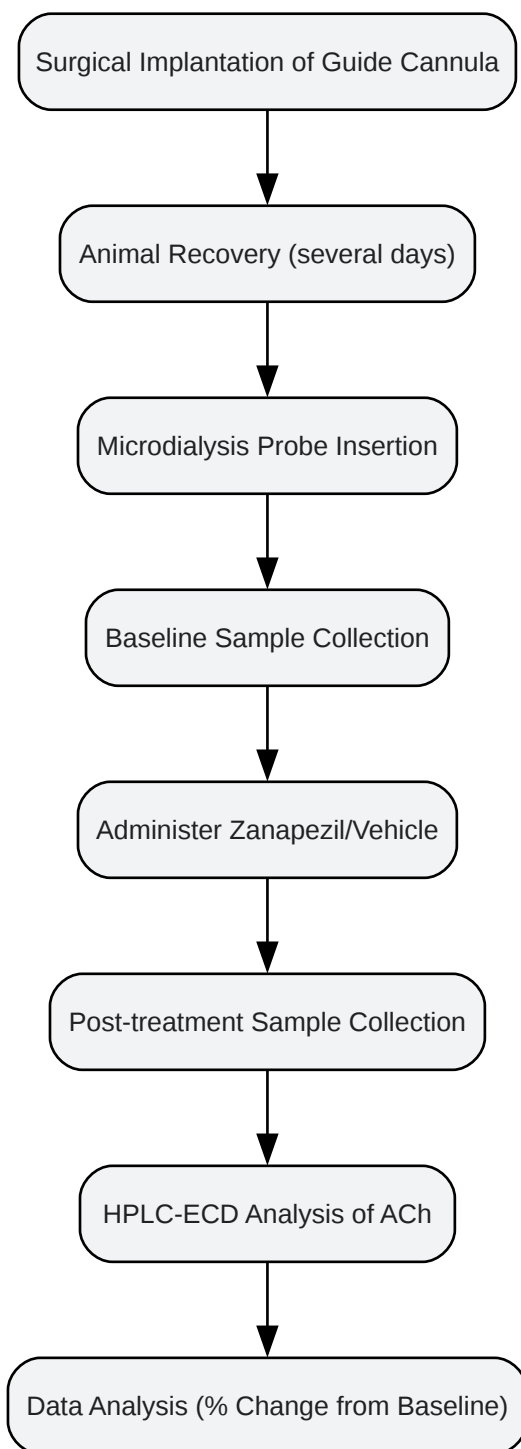 Surgical Implantation of Guide Cannula
Animal Recovery (several days)
Microdialysis Probe Insertion
Baseline Sample Collection
Administer Zanapezil/Vehicle
Post-treatment Sample Collection
HPLC-ECD Analysis of ACh
Data Analysis (% Change from Baseline)